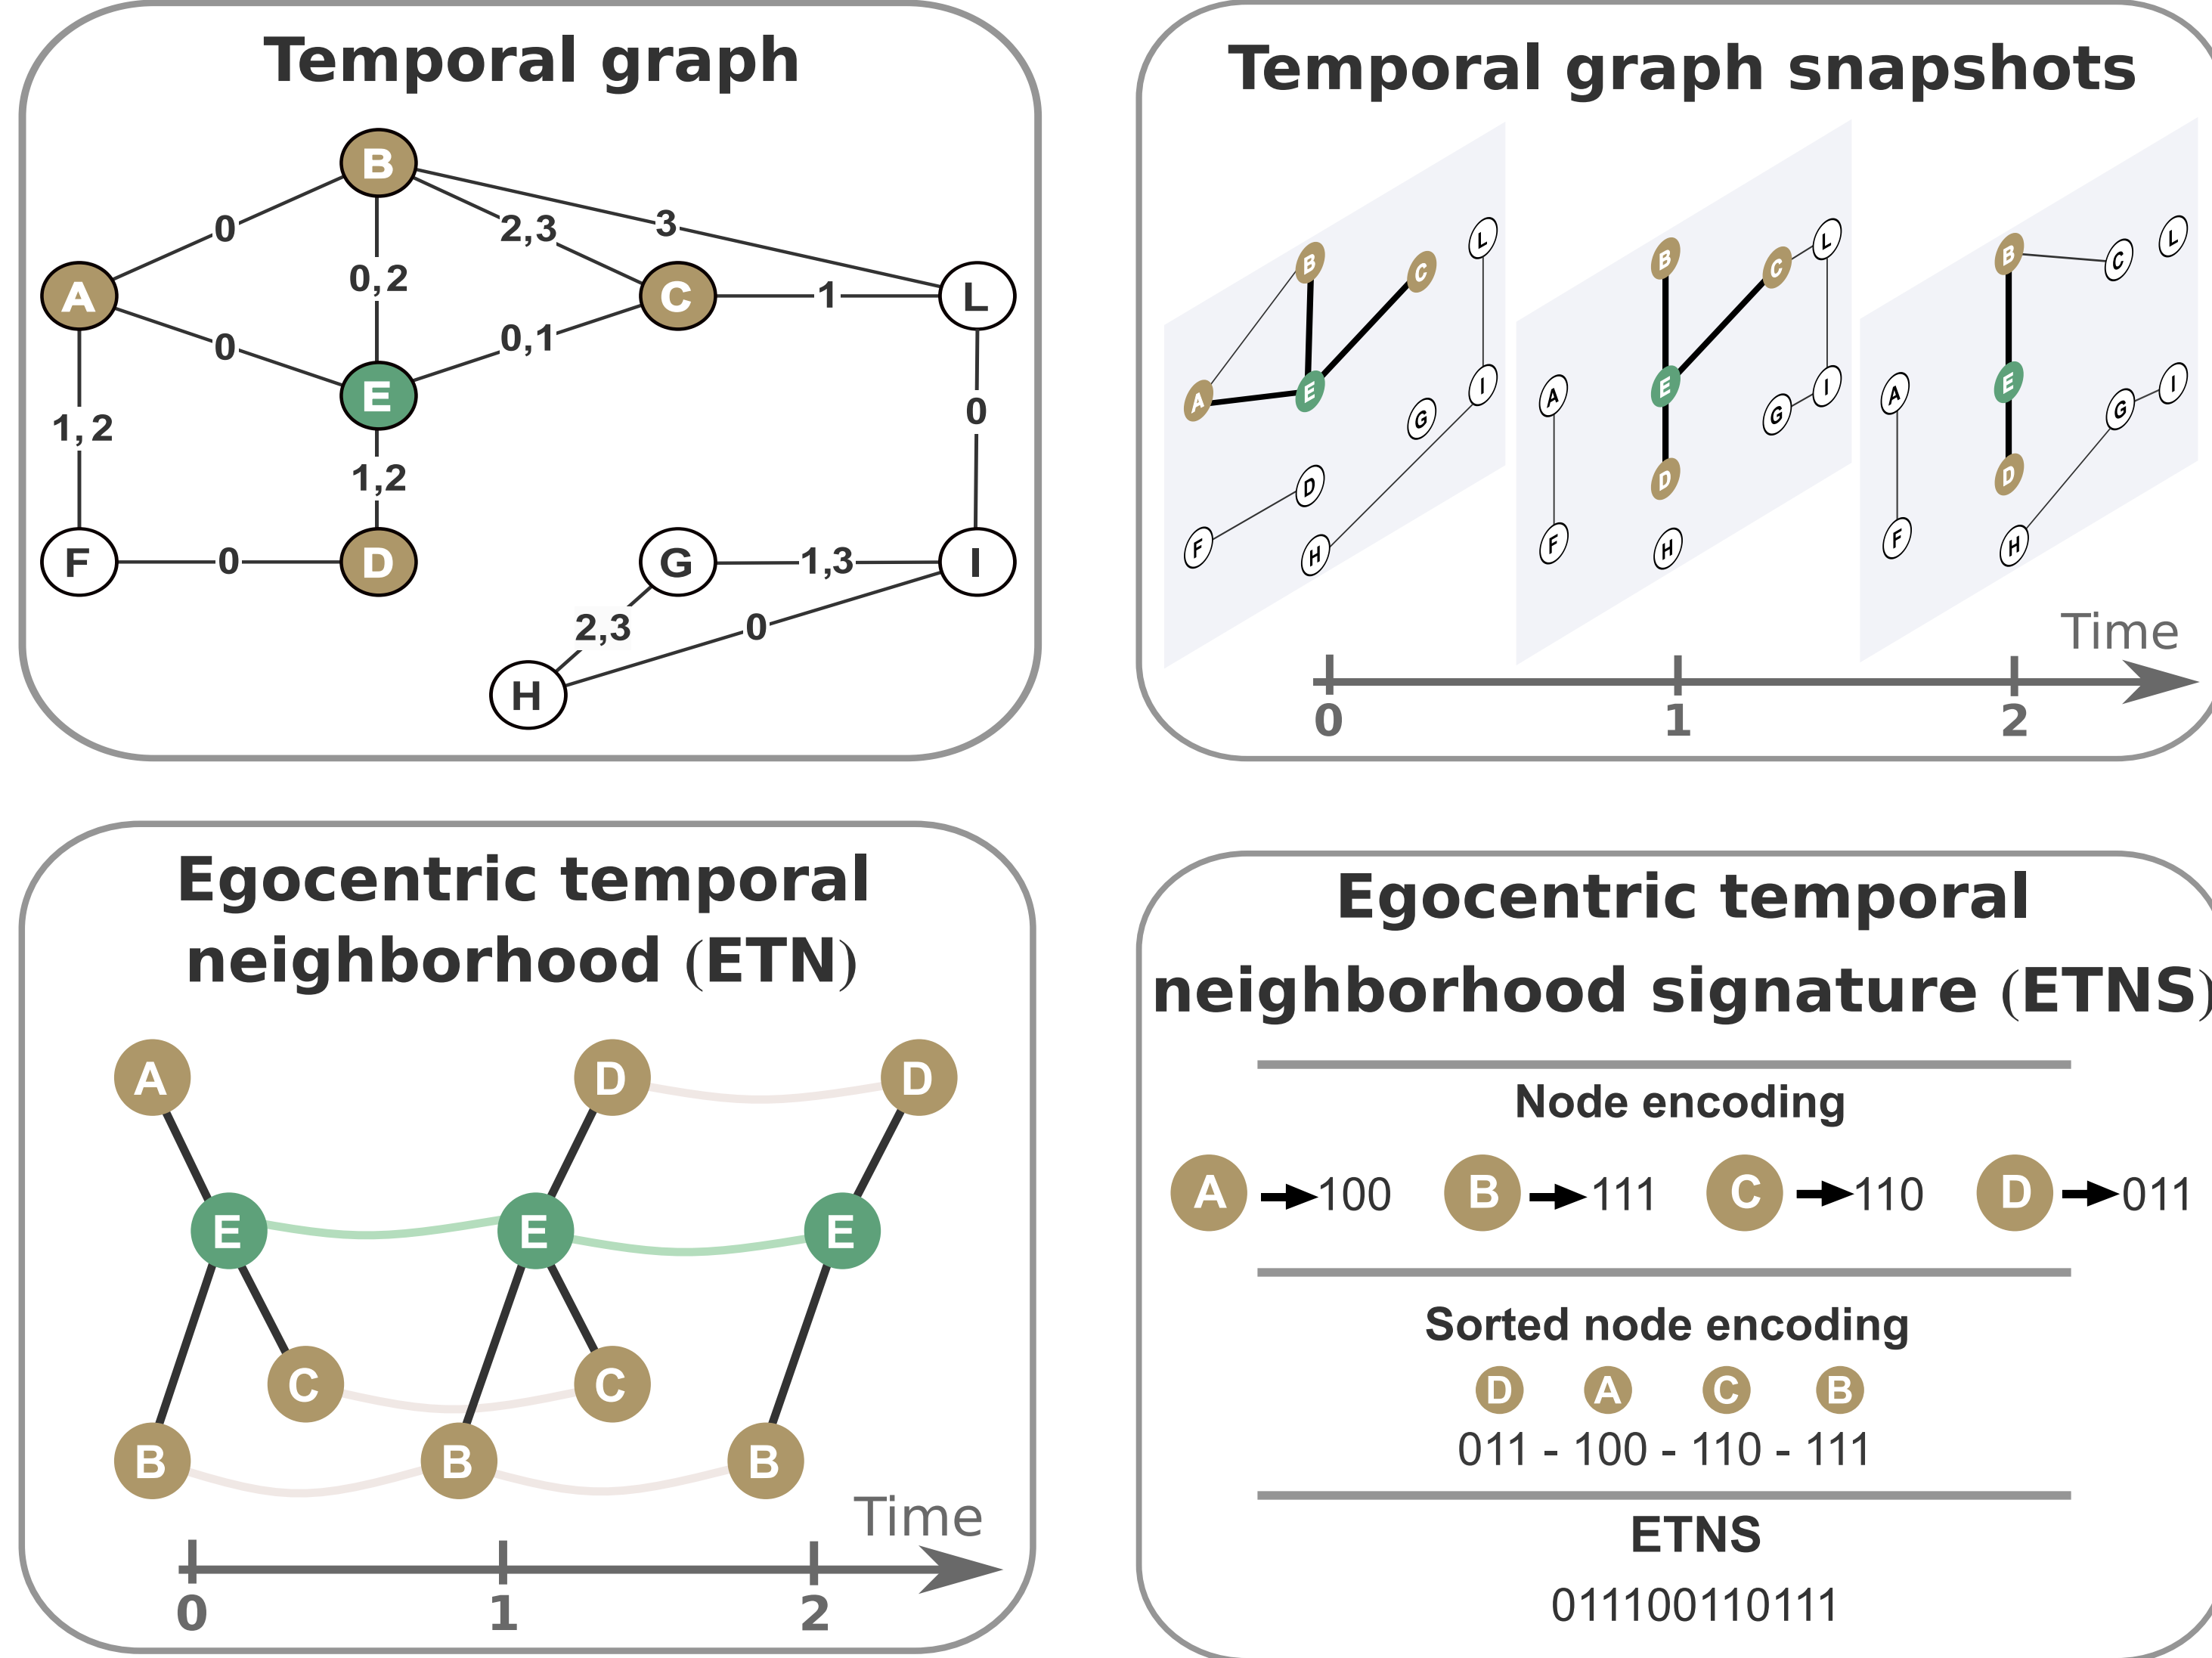 Temporal graph
B
0
2,3
3
0,2
A
C
1
L
0
0,1
E
0
1,2
1,2
F
0
D
G
1,3
I
2,3
0
H
Temporal graph snapshots
B
C
L
A
E
I
G
D
F
H
B
C
L
E
A
I
G
D
F
H
B
C
L
E
A
I
G
D
F
H
Time
0
1
2
Egocentric temporal
neighborhood (ETN)
A
D
D
E
E
E
C
C
B
B
B
Time
0
1
2
Egocentric temporal
neighborhood signature (ETNS)
Node encoding
A 100 B 111 C 110 D 011
Sorted node encoding
D A C B
011 - 100 - 110 - 111
ETNS
011100110111